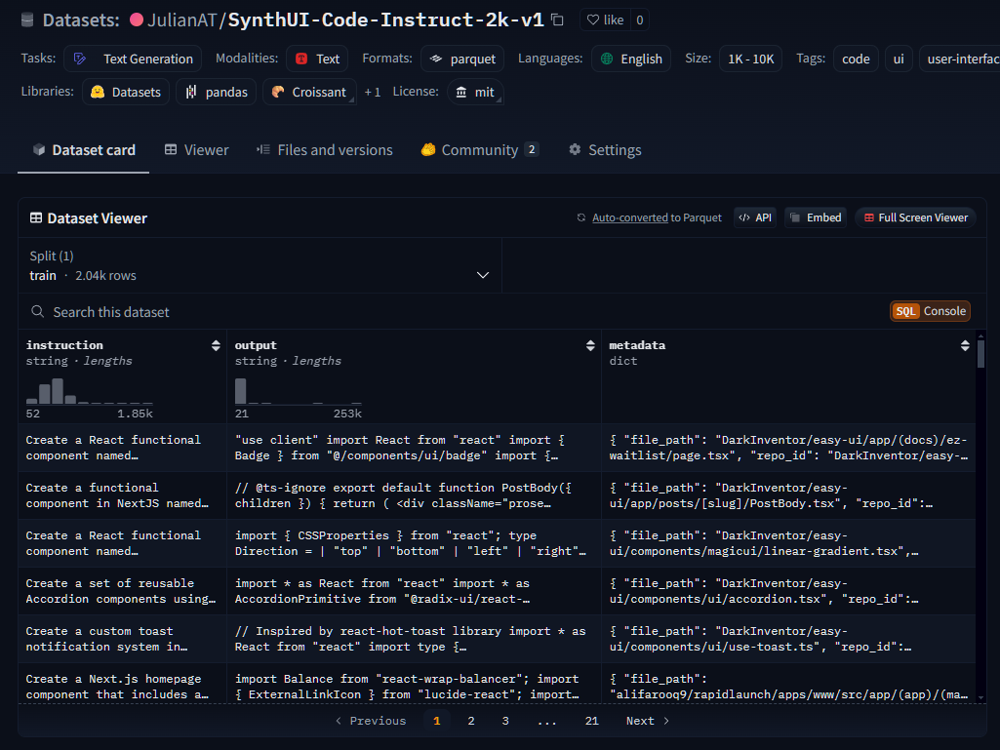 Datasets: JulianAT/SynthUI-Code-Instruct-2k-v1 like 0
Tasks: Text Generation Modalities: Text Formats: parquet Languages: English Size: 1K - 10K Tags: code ui user-interfac
Libraries: Datasets pandas Croissant + 1 License: mit
Dataset card Viewer Files and versions Community 2 Settings
Dataset Viewer Auto-converted to Parquet </> API Embed Full Screen Viewer
Split (1)
train · 2.04k rows
Search this dataset SQL Console
instruction output metadata
string · lengths string · lengths dict
52 1.85k 21 253k
Create a React functional "use client" import React from "react" import { { "file_path": "DarkInventor/easy-ui/app/(docs)/ez-
component named… Badge } from "@/components/ui/badge" import {… waitlist/page.tsx", "repo_id": "DarkInventor/easy-…
Create a functional // @ts-ignore export default function PostBody({ { "file_path": "DarkInventor/easy-
component in NextJS named… children }) { return ( <div className="prose… ui/app/posts/[slug]/PostBody.tsx", "repo_id":…
Create a React functional import { CSSProperties } from "react"; type { "file_path": "DarkInventor/easy-
component named… Direction = | "top" | "bottom" | "left" | "right"… ui/components/magicui/linear-gradient.tsx",…
Create a set of reusable import * as React from "react" import * as { "file_path": "DarkInventor/easy-
Accordion components using… AccordionPrimitive from "@radix-ui/react-… ui/components/ui/accordion.tsx", "repo_id":…
Create a custom toast // Inspired by react-hot-toast library import * as { "file_path": "DarkInventor/easy-
notification system in… React from "react" import type {… ui/components/ui/use-toast.ts", "repo_id":…
Create a Next.js homepage import Balance from "react-wrap-balancer"; import { "file_path":
component that includes a… { ExternalLinkIcon } from "lucide-react"; import… "alifarooq9/rapidlaunch/apps/www/src/app/(app)/(ma…
< Previous 1 2 3 ... 21 Next >